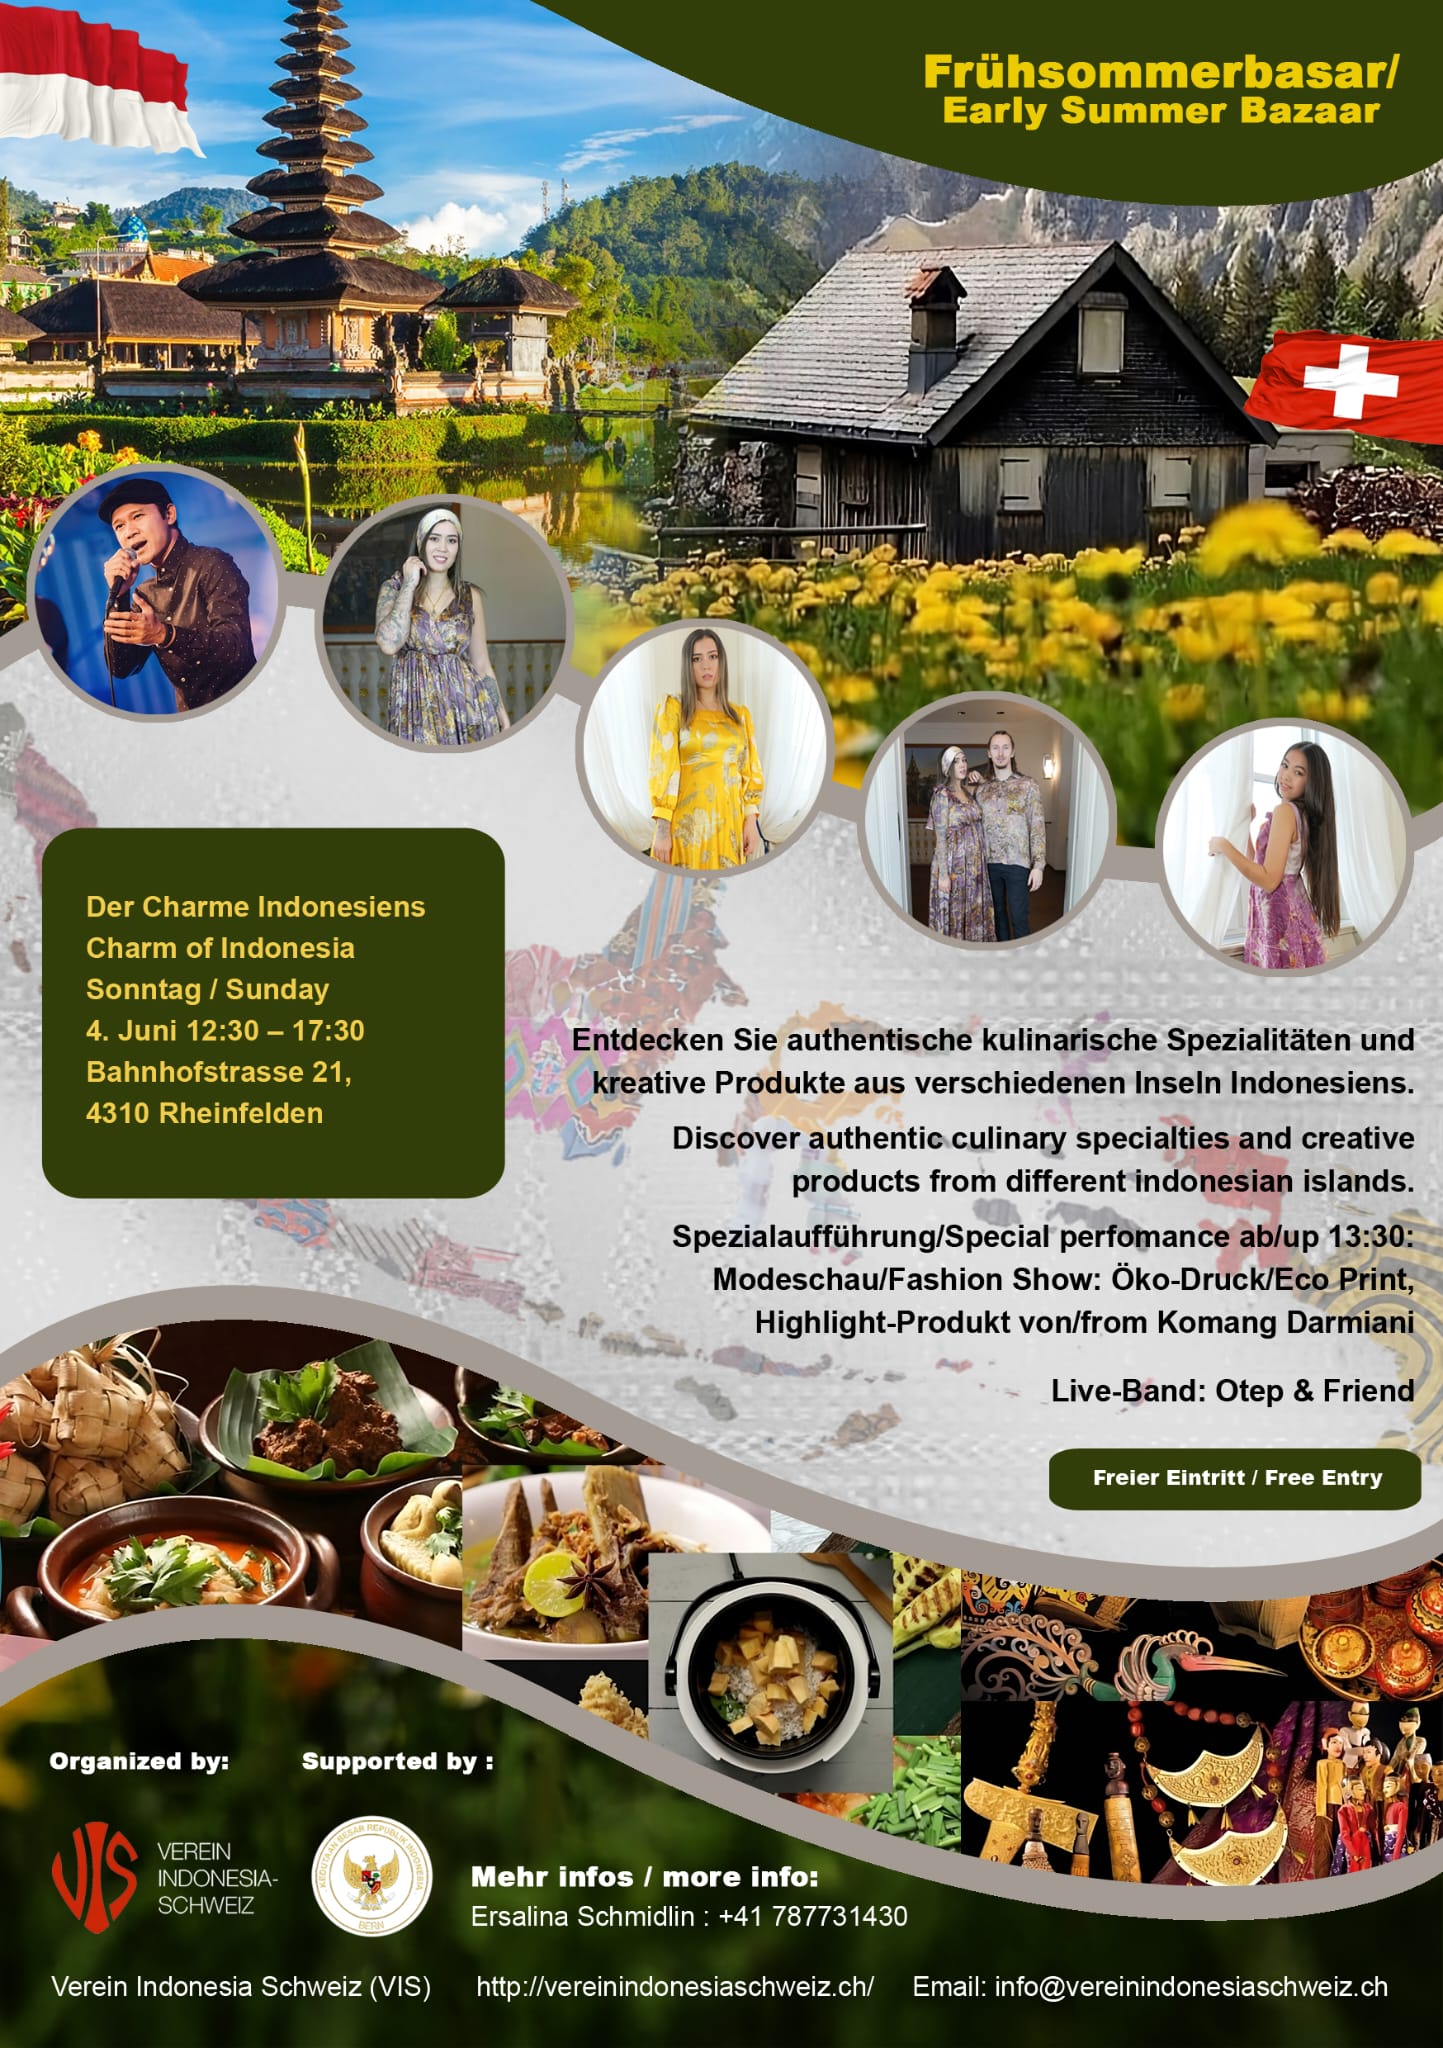 Frühsommerbasar/
Early Summer Bazaar
Der Charme Indonesiens
Charm of Indonesia
Sonntag / Sunday
4. Juni 12:30 – 17:30
Bahnhofstrasse 21,
4310 Rheinfelden
Entdecken Sie authentische kulinarische Spezialitäten und
kreative Produkte aus verschiedenen Inseln Indonesiens.
Discover authentic culinary specialties and creative
products from different indonesian islands.
Spezialaufführung/Special perfomance ab/up 13:30:
Modeschau/Fashion Show: Öko-Druck/Eco Print,
Highlight-Produkt von/from Komang Darmiani
Live-Band: Otep & Friend
Freier Eintritt / Free Entry
Organized by:
Supported by :
VIS
VEREIN
INDONESIA-
SCHWEIZ
KEDUTAAN BESAR REPUBLIK INDONESIA
BERN
Mehr infos / more info:
Ersalina Schmidlin : +41 787731430
Verein Indonesia Schweiz (VIS) http://vereinindonesiaschweiz.ch/ Email: info@vereinindonesiaschweiz.ch